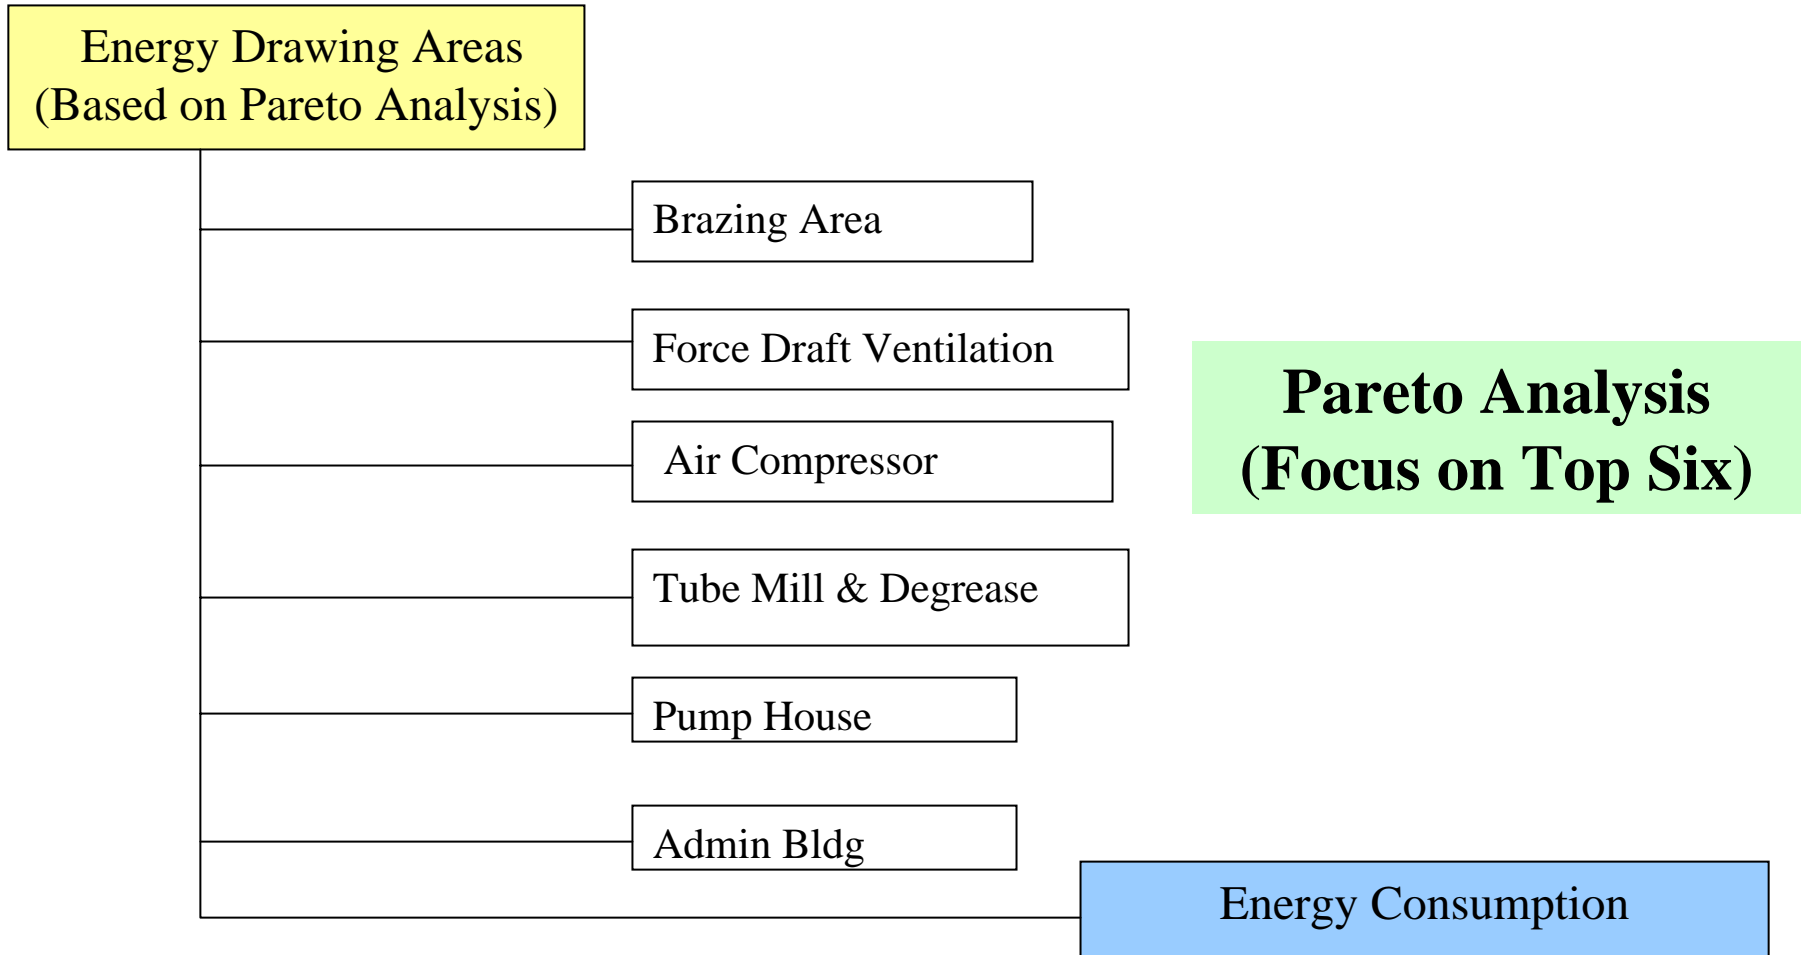 Energy Drawing Areas
(Based on Pareto Analysis)
Brazing Area
Force Draft Ventilation
Pareto Analysis
(Focus on Top Six)
Air Compressor
Tube Mill & Degrease
Pump House
Admin Bldg
Energy Consumption